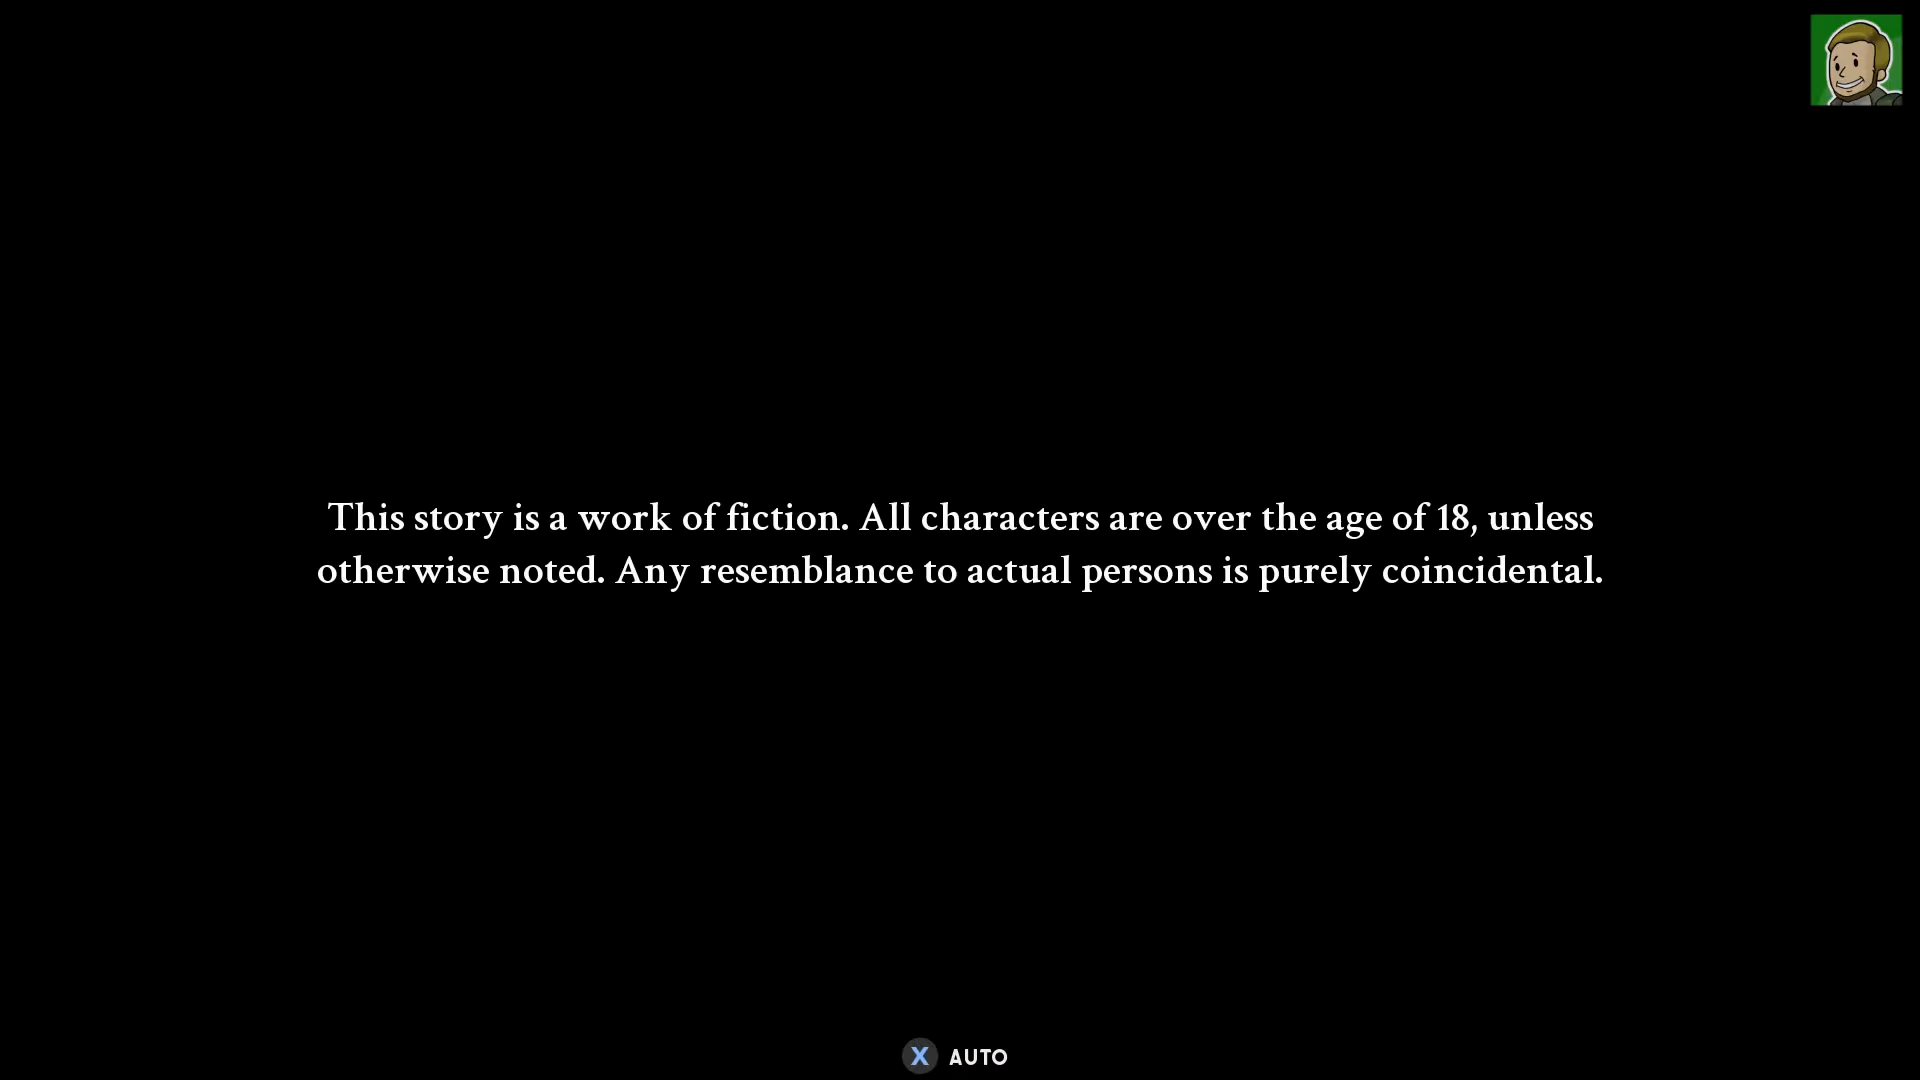 This story is a work of fiction. All characters are over the age of 18, unless
otherwise noted. Any resemblance to actual persons is purely coincidental.
X AUTO